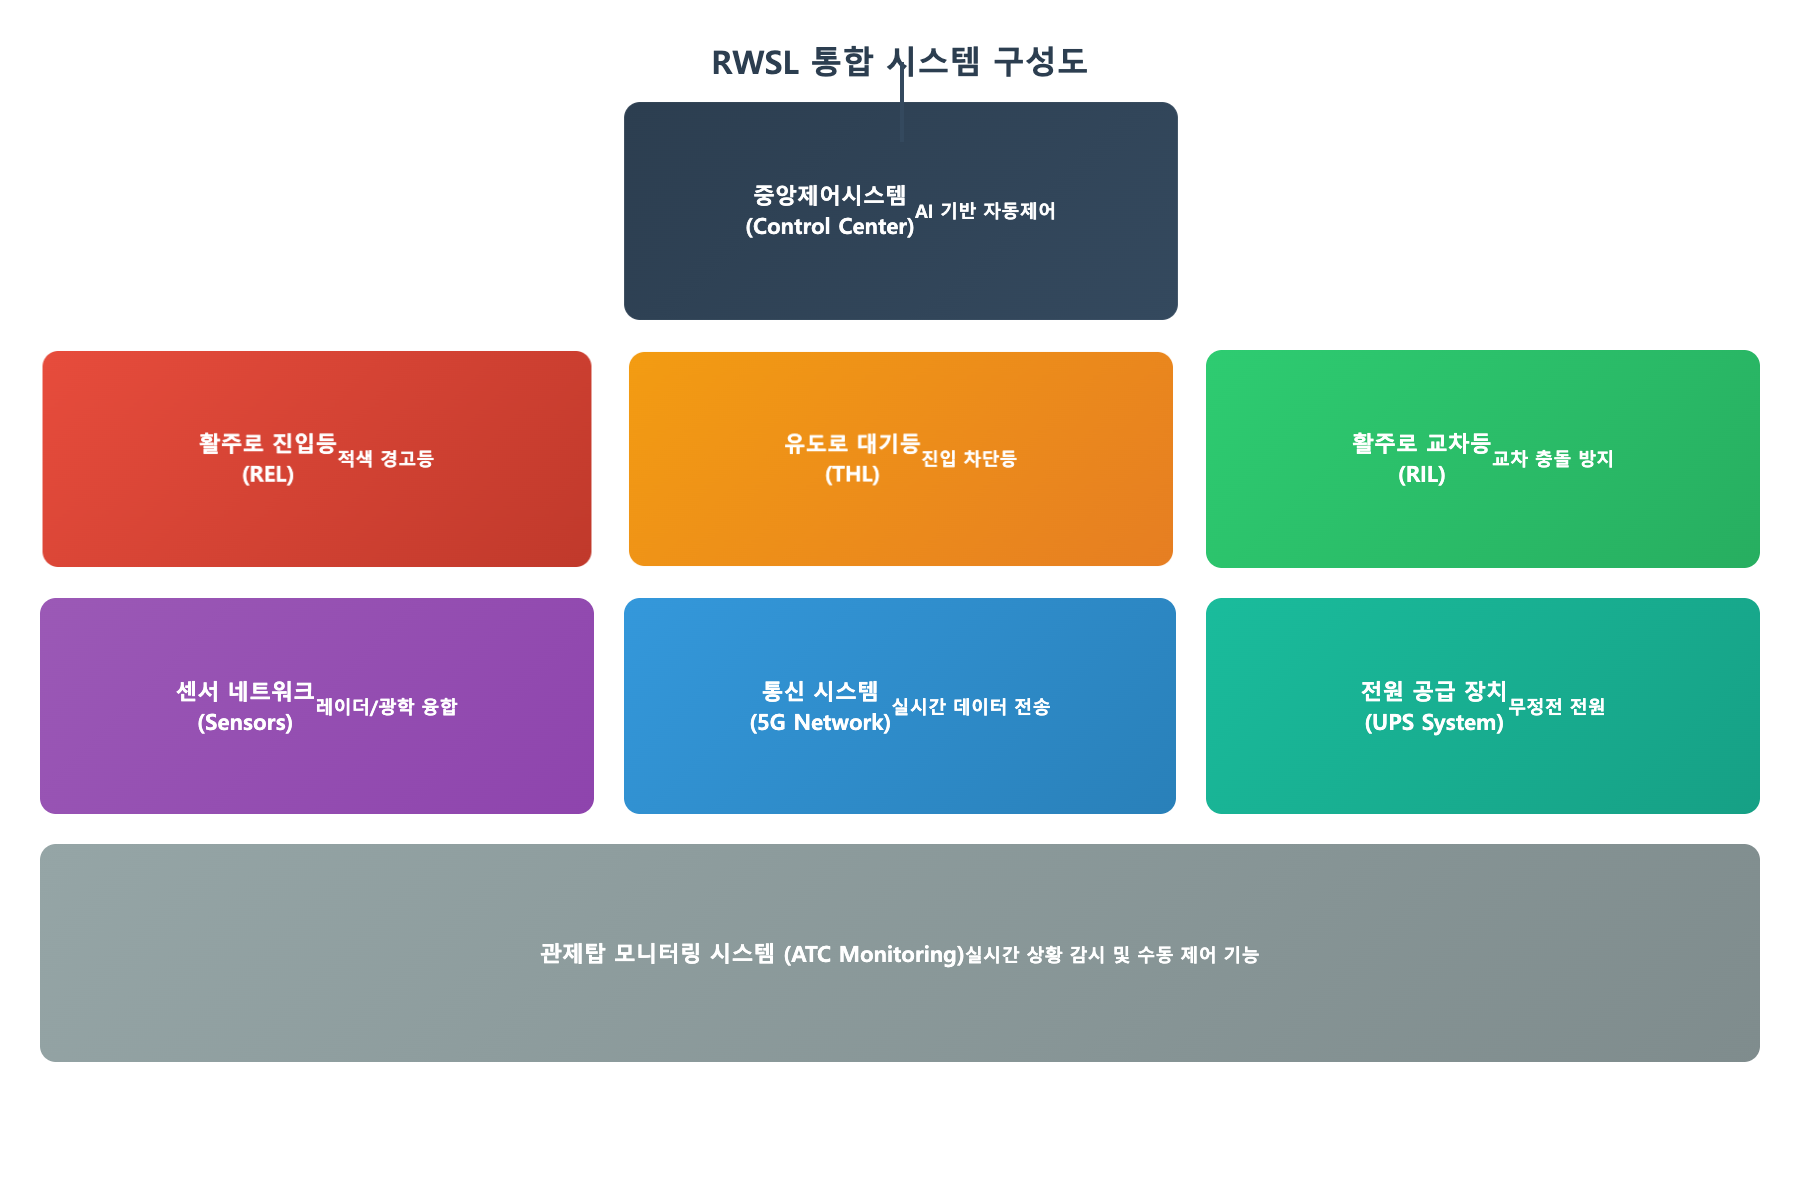 RWSL 통합 시스템 구성도
중앙제어시스템
(Control Center)
AI 기반 자동제어
활주로 진입등
(REL)
적색 경고등
유도로 대기등
(THL)
진입 차단등
활주로 교차등
(RIL)
교차 충돌 방지
센서 네트워크
(Sensors)
레이더/광학 융합
통신 시스템
(5G Network)
실시간 데이터 전송
전원 공급 장치
(UPS System)
무정전 전원
관제탑 모니터링 시스템 (ATC Monitoring)실시간 상황 감시 및 수동 제어 기능